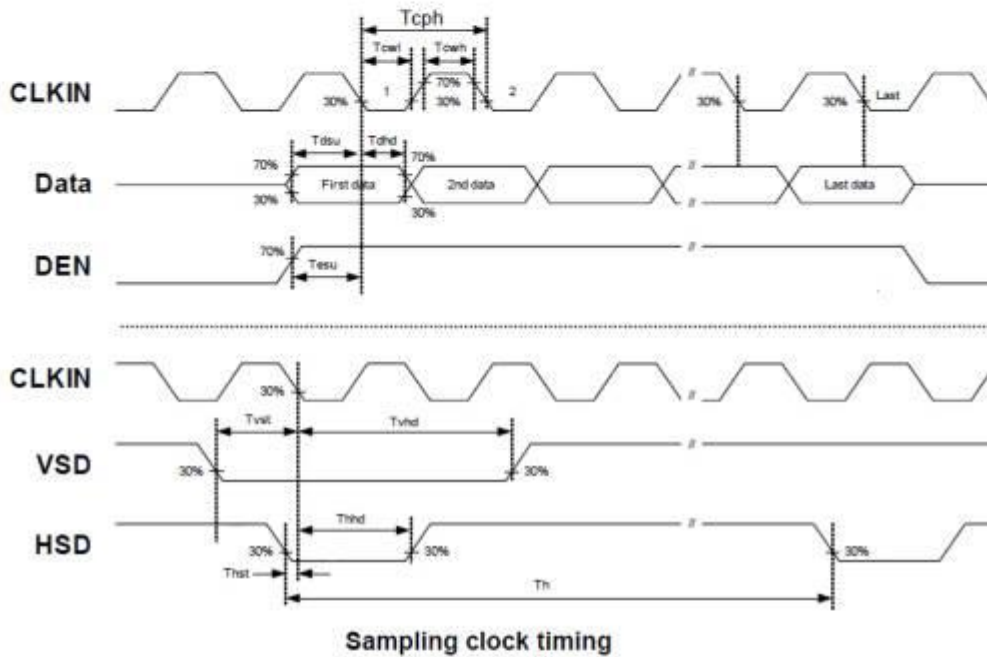 Tcph
Tcwl Tcwh
CLKIN
30% 1 70% 30% 2 // 30% 30% Last
Tdsu Tdhd
70% 70%
Data First data 2nd data // // Last data
30% 30%
DEN 70% //
Tesu
CLKIN
30% //
Tvst Tvhd
VSD 30% 30% //
Thhd
HSD 30% 30% // 30%
Thst
Th
Sampling clock timing